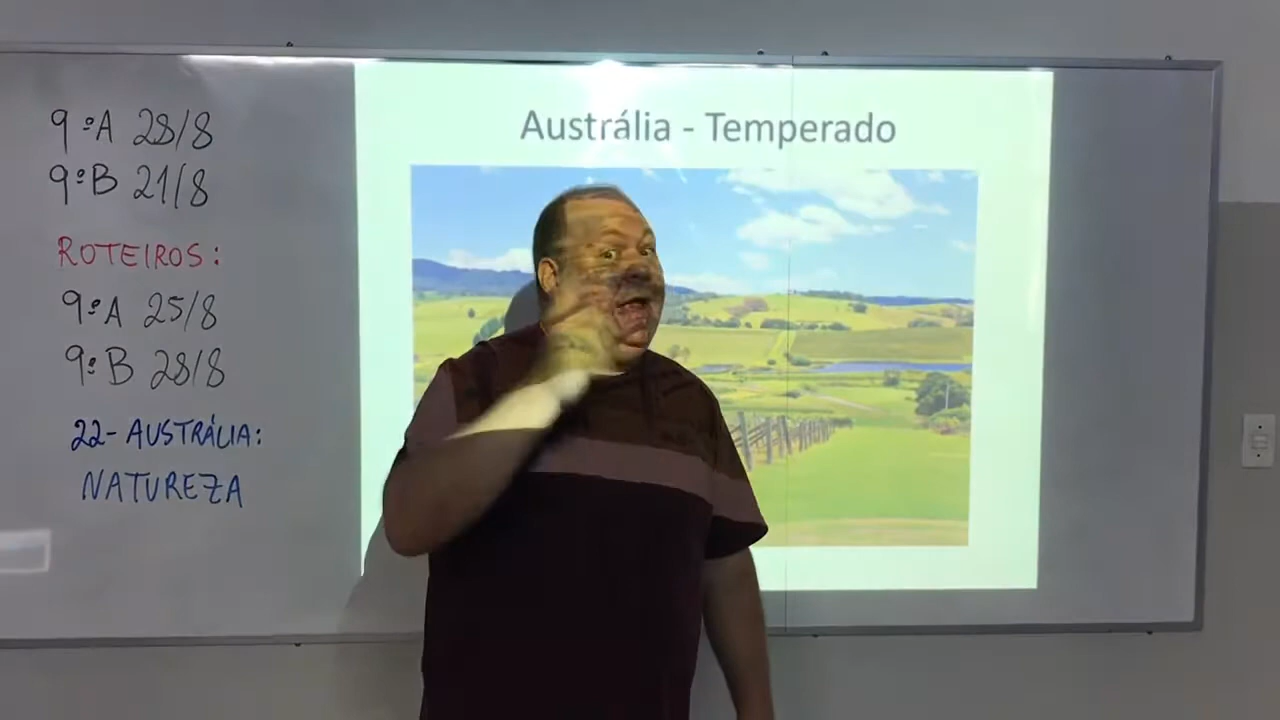 9ºA 28/8
9ºB 21/8
ROTEIROS:
9ºA 25/8
9ºB 28/8
22- AUSTRÁLIA:
NATUREZA
Austrália - Temperado